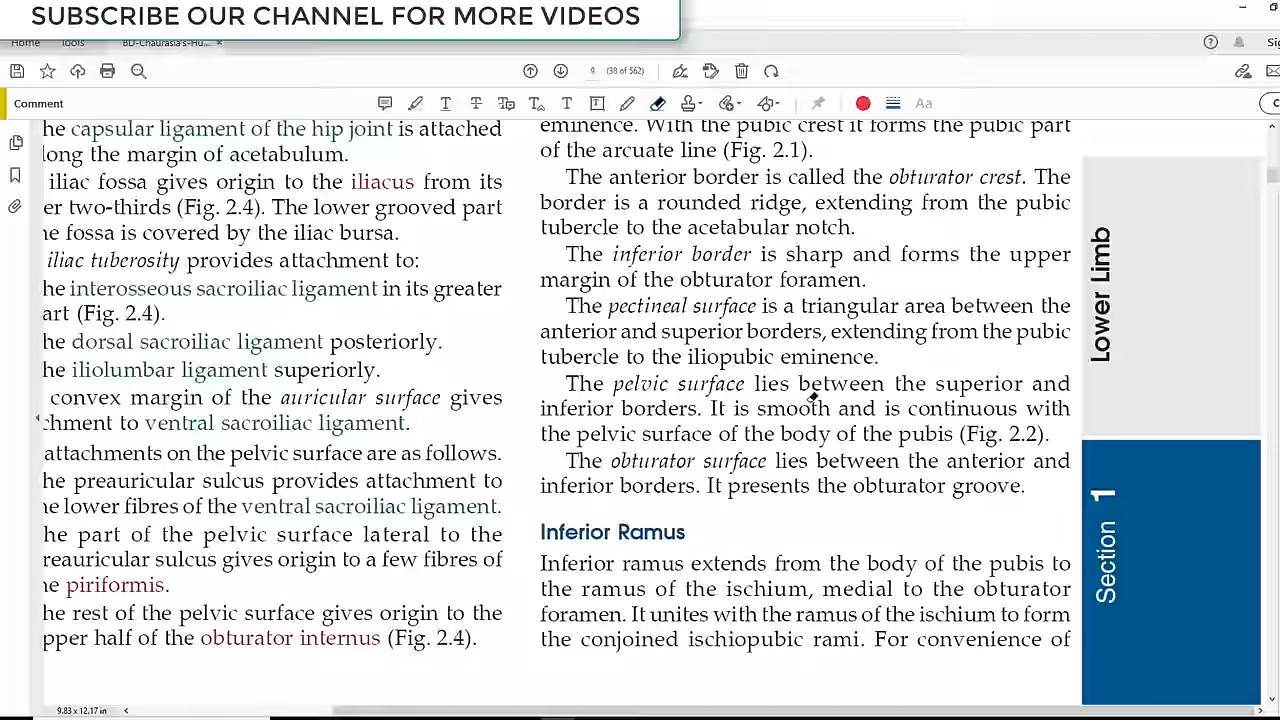 SUBSCRIBE OUR CHANNEL FOR MORE VIDEOS
Home Tools BD-Chaurasia's-Hu... ×
9 (38 of 562)
Comment
Aa
he capsular ligament of the hip joint is attached
long the margin of acetabulum.
iliac fossa gives origin to the iliacus from its
er two-thirds (Fig. 2.4). The lower grooved part
he fossa is covered by the iliac bursa.
iliac tuberosity provides attachment to:
he interosseous sacroiliac ligament in its greater
art (Fig. 2.4).
he dorsal sacroiliac ligament posteriorly.
he iliolumbar ligament superiorly.
convex margin of the auricular surface gives
chment to ventral sacroiliac ligament.
attachments on the pelvic surface are as follows.
he preauricular sulcus provides attachment to
he lower fibres of the ventral sacroiliac ligament.
he part of the pelvic surface lateral to the
reauricular sulcus gives origin to a few fibres of
he piriformis.
he rest of the pelvic surface gives origin to the
pper half of the obturator internus (Fig. 2.4).
eminence. With the pubic crest it forms the pubic part
of the arcuate line (Fig. 2.1).
The anterior border is called the obturator crest. The
border is a rounded ridge, extending from the pubic
tubercle to the acetabular notch.
The inferior border is sharp and forms the upper
margin of the obturator foramen.
The pectineal surface is a triangular area between the
anterior and superior borders, extending from the pubic
tubercle to the iliopubic eminence.
The pelvic surface lies between the superior and
inferior borders. It is smooth and is continuous with
the pelvic surface of the body of the pubis (Fig. 2.2).
The obturator surface lies between the anterior and
inferior borders. It presents the obturator groove.
Inferior Ramus
Inferior ramus extends from the body of the pubis to
the ramus of the ischium, medial to the obturator
foramen. It unites with the ramus of the ischium to form
the conjoined ischiopubic rami. For convenience of
Lower Limb
Section 1
9.83 x 12.17 in